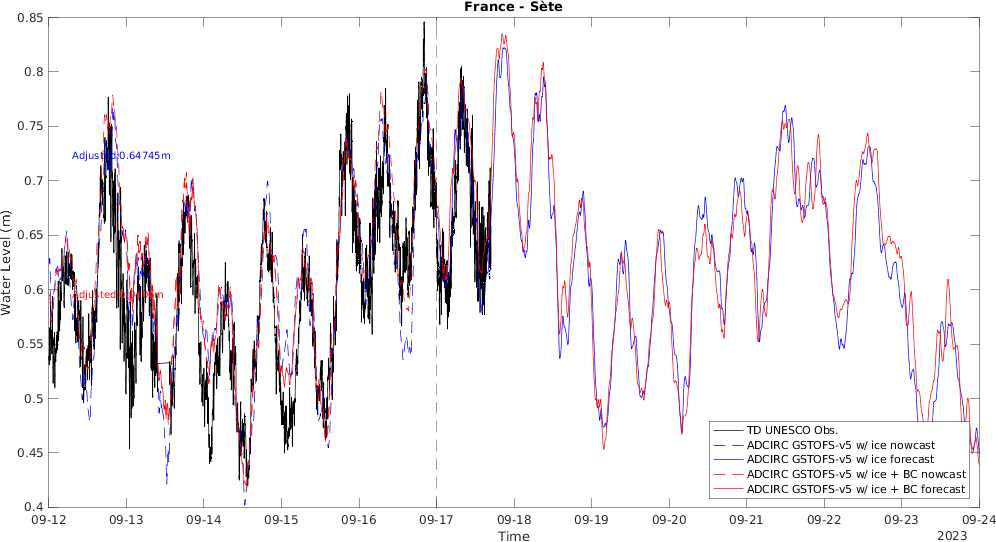 France - Sète
0.85
0.8
0.75
0.7
0.65
0.6
0.55
0.5
0.45
0.4
Water Level (m)
Adjusted:0.64745m
Adjusted
TD UNESCO Obs.
ADCIRC GSTOFS-v5 w/ ice nowcast
ADCIRC GSTOFS-v5 w/ ice forecast
ADCIRC GSTOFS-v5 w/ ice + BC nowcast
ADCIRC GSTOFS-v5 w/ ice + BC forecast
09-12 09-13 09-14 09-15 09-16 09-17 09-18 09-19 09-20 09-21 09-22 09-23 09-24
Time
2023